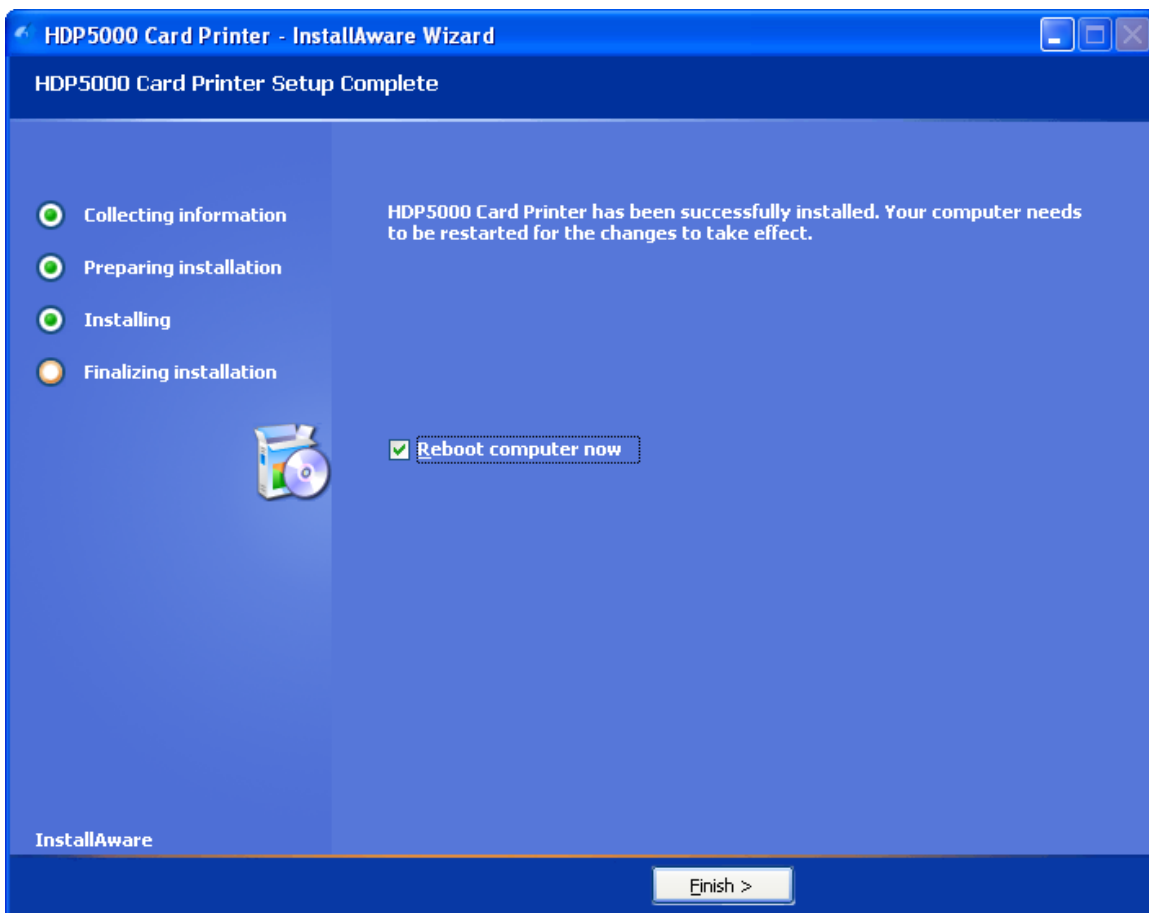 HDP5000 Card Printer - InstallAware Wizard
HDP5000 Card Printer Setup Complete
Collecting information
Preparing installation
Installing
Finalizing installation
HDP5000 Card Printer has been successfully installed. Your computer needs
to be restarted for the changes to take effect.
Reboot computer now
InstallAware
Finish >